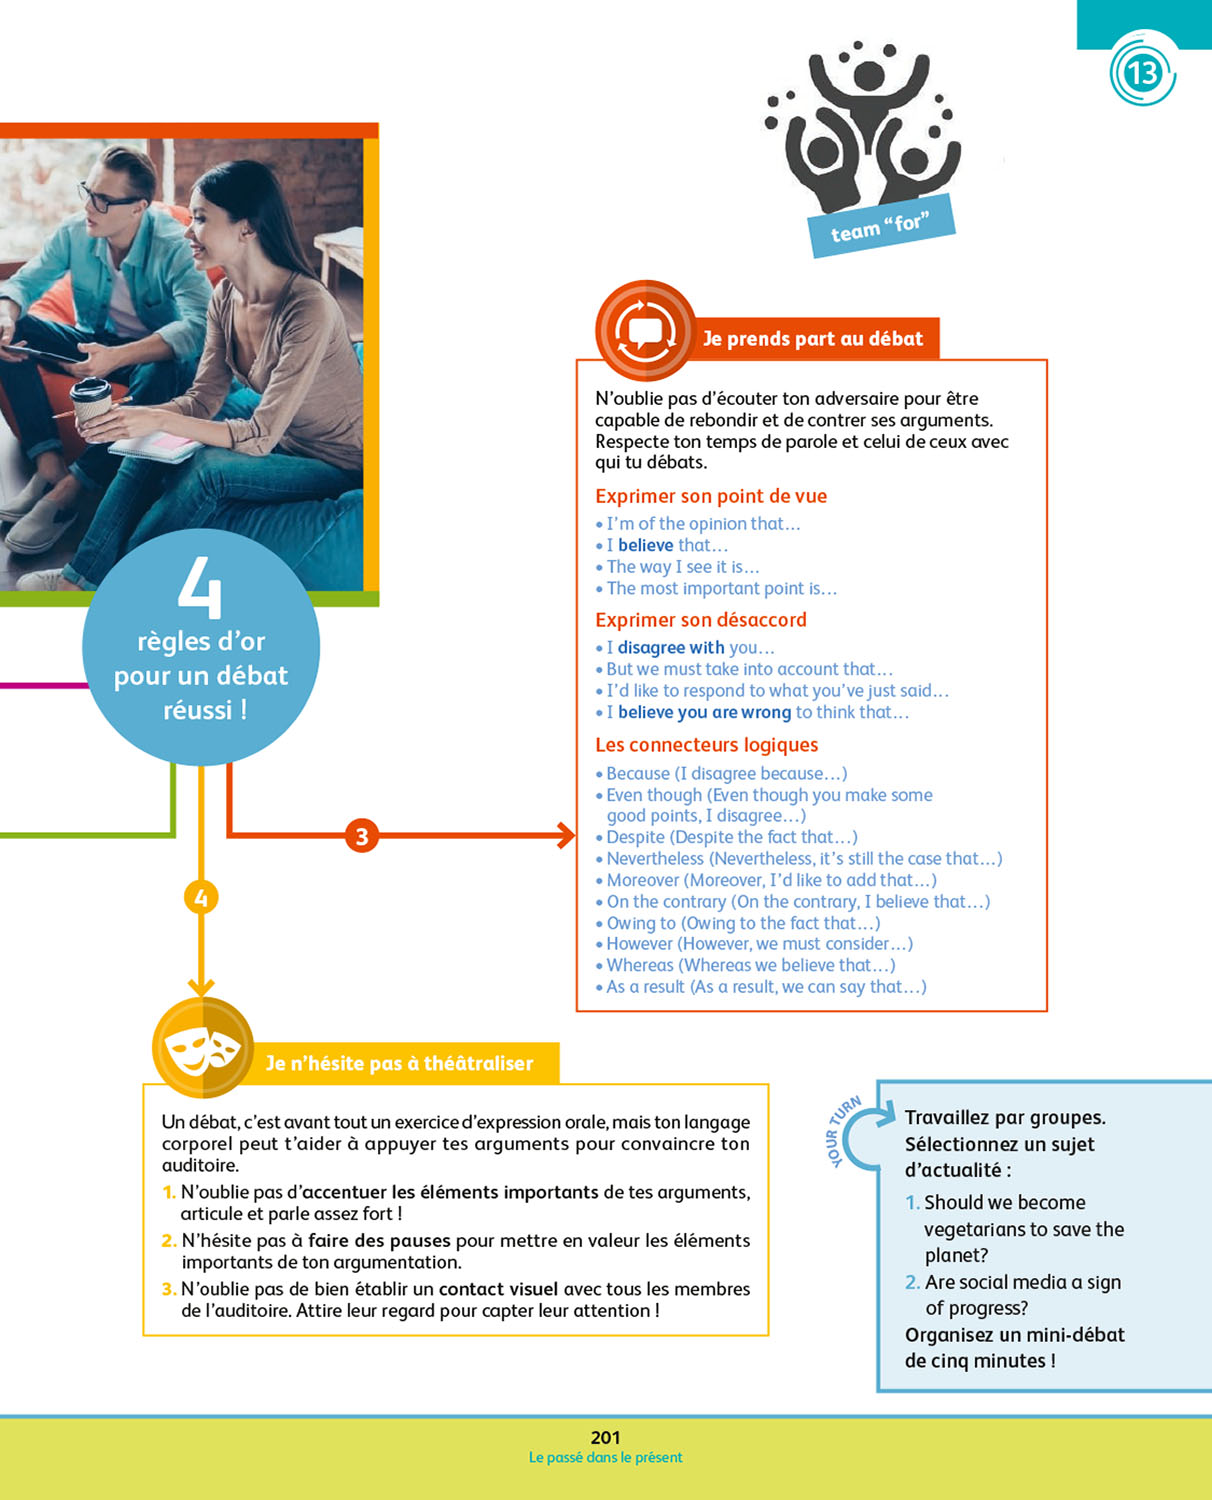 13
team “for”
Je prends part au débat
N’oublie pas d’écouter ton adversaire pour être
capable de rebondir et de contrer ses arguments.
Respecte ton temps de parole et celui de ceux avec
qui tu débats.
Exprimer son point de vue
• I’m of the opinion that…
• I believe that…
• The way I see it is…
• The most important point is…
Exprimer son désaccord
• I disagree with you…
• But we must take into account that…
• I’d like to respond to what you’ve just said…
• I believe you are wrong to think that…
Les connecteurs logiques
• Because (I disagree because…)
• Even though (Even though you make some
good points, I disagree…)
• Despite (Despite the fact that…)
• Nevertheless (Nevertheless, it’s still the case that…)
• Moreover (Moreover, I’d like to add that…)
• On the contrary (On the contrary, I believe that…)
• Owing to (Owing to the fact that…)
• However (However, we must consider…)
• Whereas (Whereas we believe that…)
• As a result (As a result, we can say that…)
4
règles d’or
pour un débat
réussi !
3
4
Je n’hésite pas à théâtraliser
Un débat, c’est avant tout un exercice d’expression orale, mais ton langage
corporel peut t’aider à appuyer tes arguments pour convaincre ton
auditoire.
1. N’oublie pas d’accentuer les éléments importants de tes arguments,
articule et parle assez fort !
2. N’hésite pas à faire des pauses pour mettre en valeur les éléments
importants de ton argumentation.
3. N’oublie pas de bien établir un contact visuel avec tous les membres
de l’auditoire. Attire leur regard pour capter leur attention !
YOUR TURN
Travaillez par groupes.
Sélectionnez un sujet
d’actualité :
1. Should we become
vegetarians to save the
planet?
2. Are social media a sign
of progress?
Organisez un mini-débat
de cinq minutes !
201
Le passé dans le présent